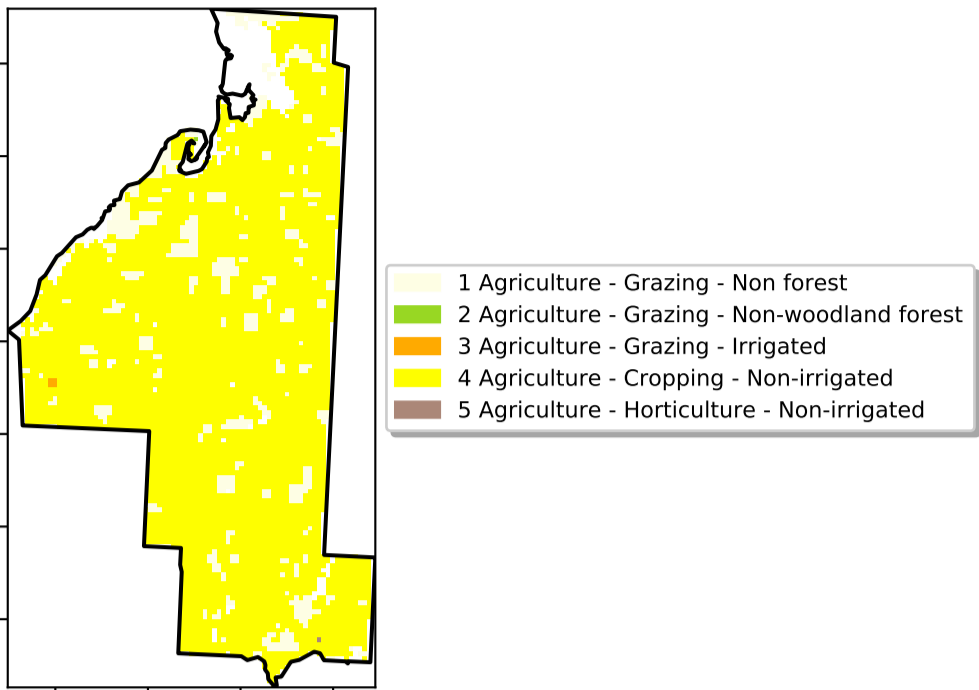 1 Agriculture - Grazing - Non forest
2 Agriculture - Grazing - Non-woodland forest
3 Agriculture - Grazing - Irrigated
4 Agriculture - Cropping - Non-irrigated
5 Agriculture - Horticulture - Non-irrigated